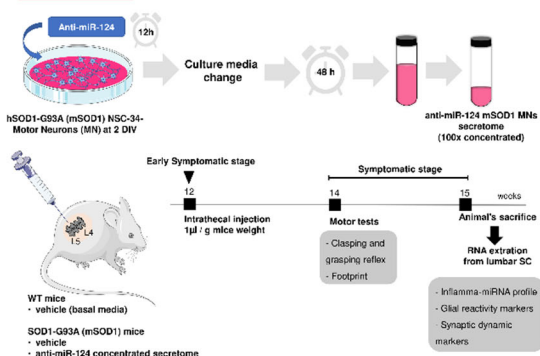 Anti-miR-124
12h
Culture media
change
48 h
hSOD1-G93A (mSOD1) NSC-34-
Motor Neurons (MN) at 2 DIV
anti-miR-124 mSOD1 MNs
secretome
(100x concentrated)
Early Symptomatic stage
Symptomatic stage
12
14
15
weeks
Intrathecal injection
1µl / g mice weight
Motor tests
Animal's sacrifice
- Clasping and
grasping reflex
- Footprint
RNA extration
from lumbar SC
- Inflamma-miRNA profile
- Glial reactivity markers
- Synaptic dynamic
markers
L4
L5
WT mice
• vehicle (basal media)
SOD1-G93A (mSOD1) mice
• vehicle
• anti-miR-124 concentrated secretome